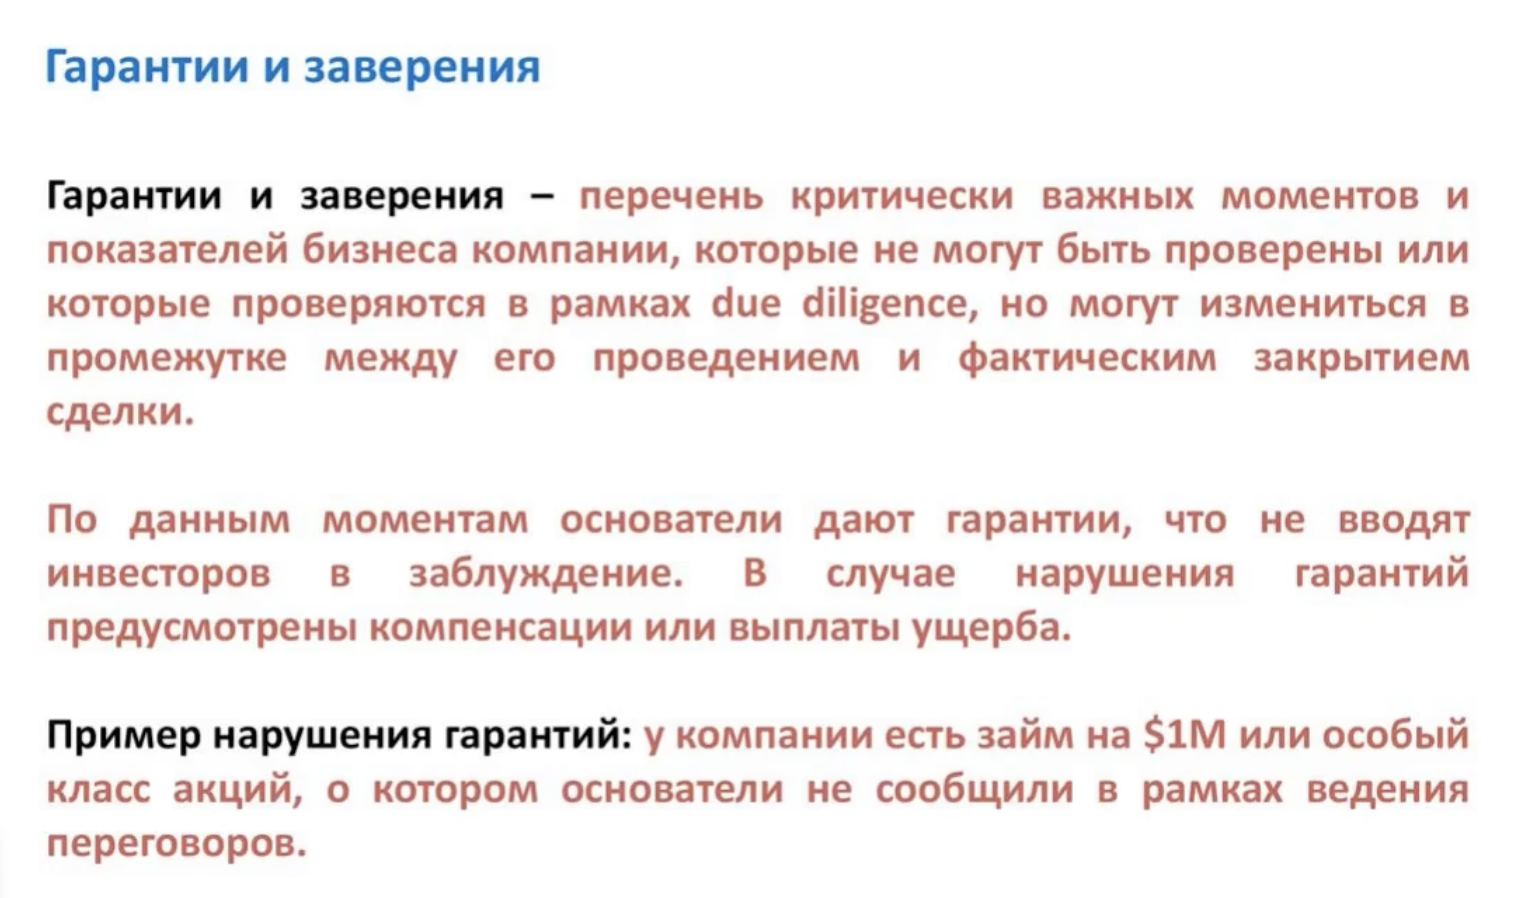 Гарантии и заверения
Гарантии и заверения – перечень критически важных моментов и
показателей бизнеса компании, которые не могут быть проверены или
которые проверяются в рамках due diligence, но могут измениться в
промежутке между его проведением и фактическим закрытием
сделки.
По данным моментам основатели дают гарантии, что не вводят
инвесторов в заблуждение. В случае нарушения гарантий
предусмотрены компенсации или выплаты ущерба.
Пример нарушения гарантий: у компании есть займ на $1M или особый
класс акций, о котором основатели не сообщили в рамках ведения
переговоров.